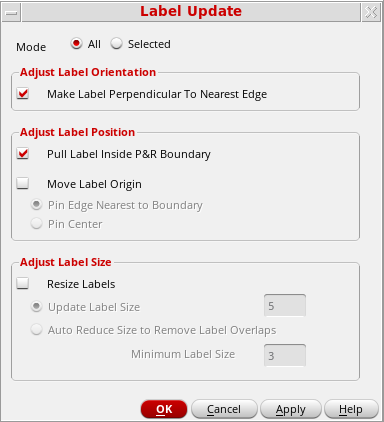 Label Update
Mode All Selected
Adjust Label Orientation
Make Label Perpendicular To Nearest Edge
Adjust Label Position
Pull Label Inside P&R Boundary
Move Label Origin
Pin Edge Nearest to Boundary
Pin Center
Adjust Label Size
Resize Labels
Update Label Size 5
Auto Reduce Size to Remove Label Overlaps
Minimum Label Size 3
OK Cancel Apply Help